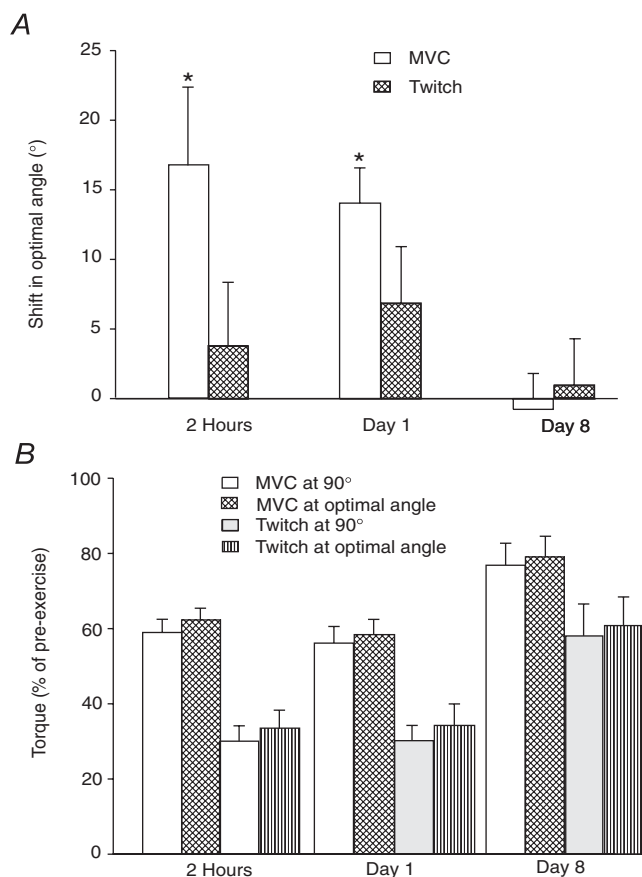 A
25
20
15
10
5
0
Shift in optimal angle (°)
MVC
Twitch
*
*
2 Hours
Day 1
Day 8
B
100
80
60
40
20
0
Torque (% of pre-exercise)
MVC at 90°
MVC at optimal angle
Twitch at 90°
Twitch at optimal angle
2 Hours
Day 1
Day 8